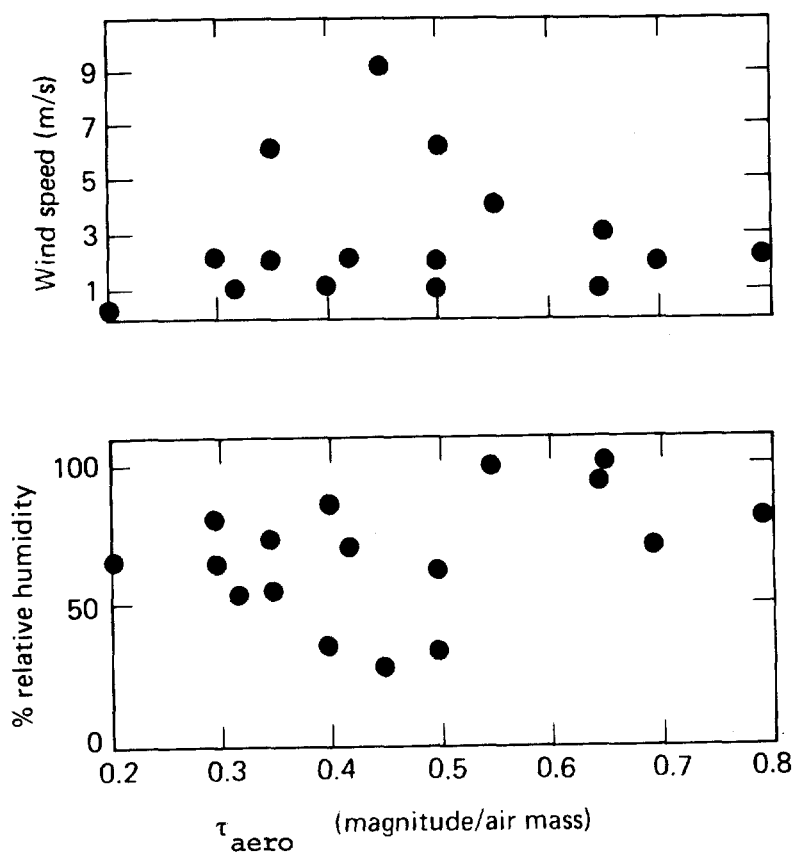 Wind speed (m/s)
9
7
5
3
1
% relative humidity
100
50
0
0.2 0.3 0.4 0.5 0.6 0.7 0.8
τaero (magnitude/air mass)